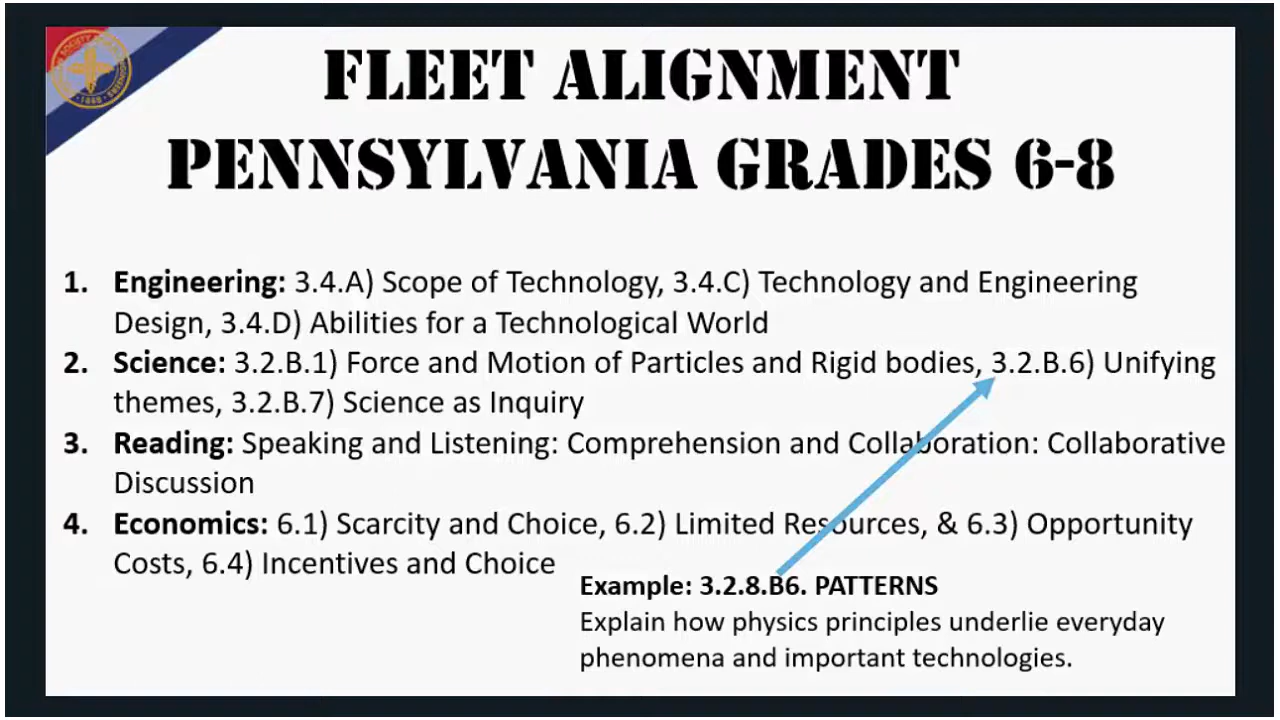 FLEET ALIGNMENT
PENNSYLVANIA GRADES 6-8
1. Engineering: 3.4.A) Scope of Technology, 3.4.C) Technology and Engineering
Design, 3.4.D) Abilities for a Technological World
2. Science: 3.2.B.1) Force and Motion of Particles and Rigid bodies, 3.2.B.6) Unifying
themes, 3.2.B.7) Science as Inquiry
3. Reading: Speaking and Listening: Comprehension and Collaboration: Collaborative
Discussion
4. Economics: 6.1) Scarcity and Choice, 6.2) Limited Resources, & 6.3) Opportunity
Costs, 6.4) Incentives and Choice
Example: 3.2.8.B6. PATTERNS
Explain how physics principles underlie everyday
phenomena and important technologies.